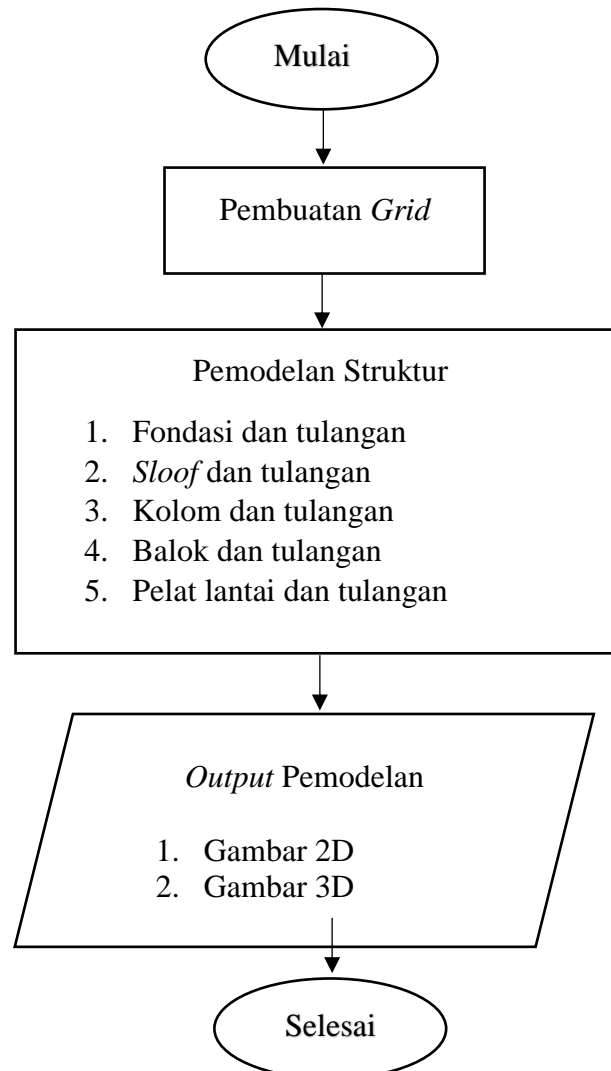 Mulai
Pembuatan Grid
Pemodelan Struktur
1. Fondasi dan tulangan
2. Sloof dan tulangan
3. Kolom dan tulangan
4. Balok dan tulangan
5. Pelat lantai dan tulangan
Output Pemodelan
1. Gambar 2D
2. Gambar 3D
Selesai